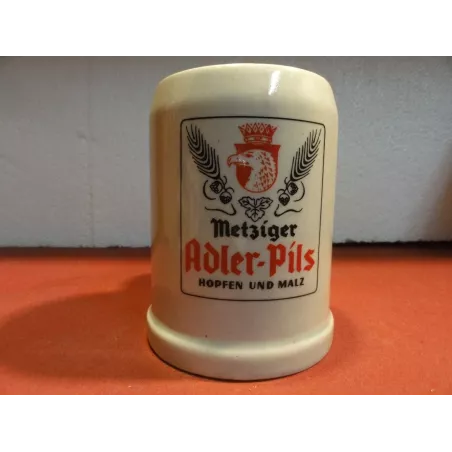 Metziger
Adler-Pils
HOPFEN UND MALZ